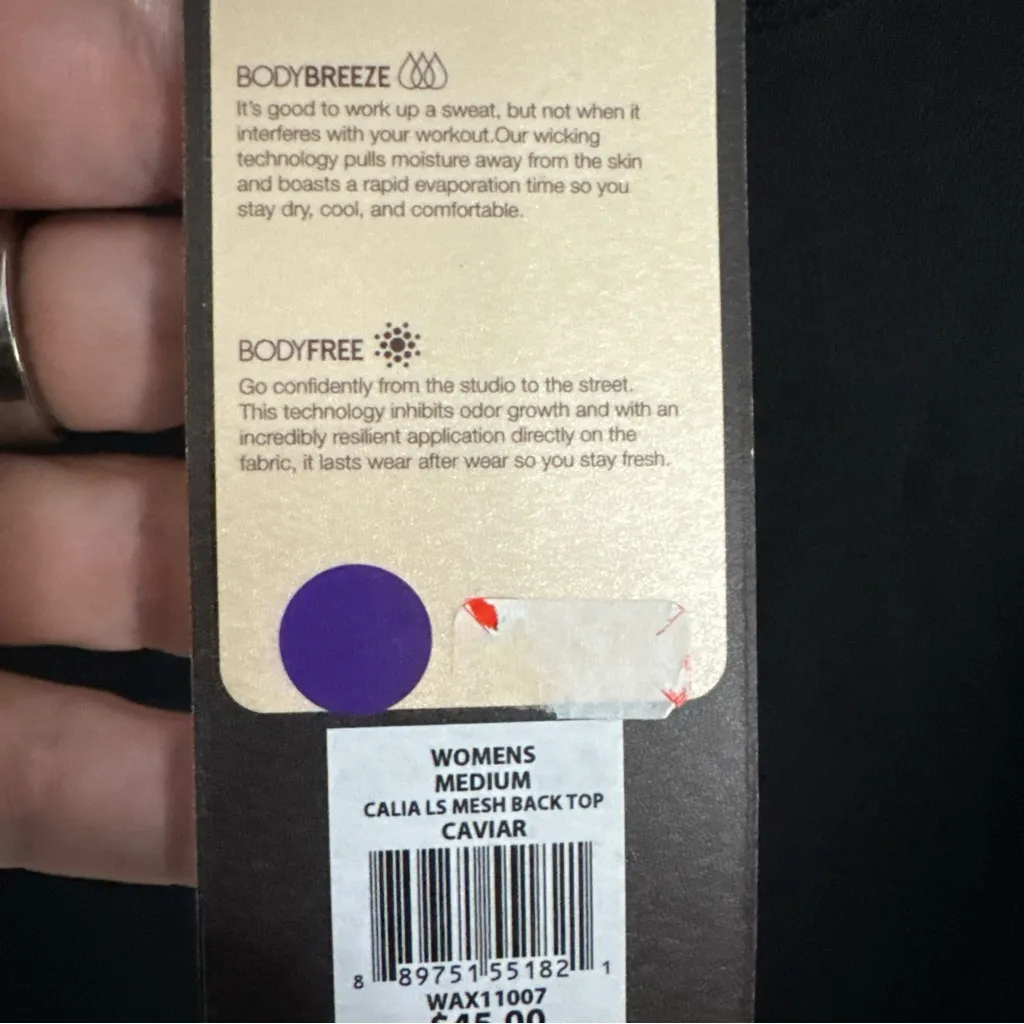 BODYBREEZE
It's good to work up a sweat, but not when it
interferes with your workout.Our wicking
technology pulls moisture away from the skin
and boasts a rapid evaporation time so you
stay dry, cool, and comfortable.
BODYFREE
Go confidently from the studio to the street.
This technology inhibits odor growth and with an
incredibly resilient application directly on the
fabric, it lasts wear after wear so you stay fresh.
WOMENS
MEDIUM
CALIA LS MESH BACK TOP
CAVIAR
8 89751 55182 1
WAX11007
$45.00